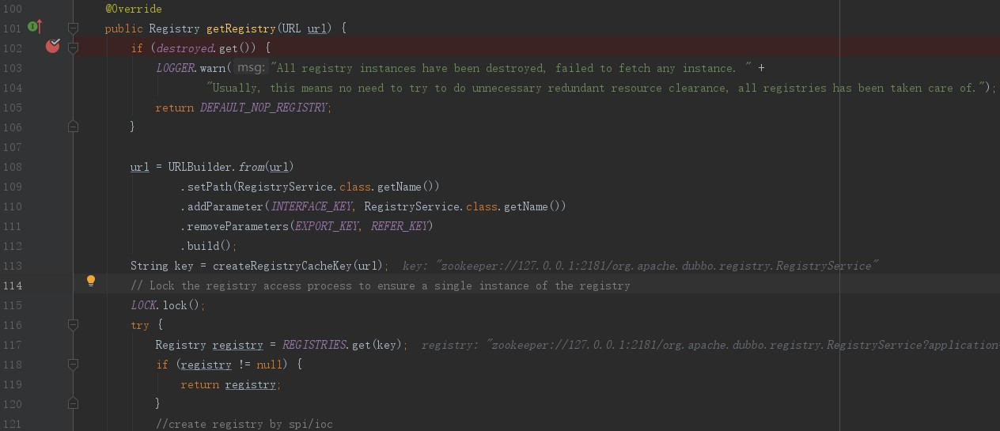 100 @Override
101 public Registry getRegistry(URL url) {
102 if (destroyed.get()) {
103 LOGGER.warn( msg: "All registry instances have been destroyed, failed to fetch any instance. " +
104 "Usually, this means no need to try to do unnecessary redundant resource clearance, all registries has been taken care of.");
105 return DEFAULT_NOP_REGISTRY;
106 }
107
108 url = URLBuilder.from(url)
109 .setPath(RegistryService.class.getName())
110 .addParameter(INTERFACE_KEY, RegistryService.class.getName())
111 .removeParameters(EXPORT_KEY, REFER_KEY)
112 .build();
113 String key = createRegistryCacheKey(url); key: "zookeeper://127.0.0.1:2181/org.apache.dubbo.registry.RegistryService"
114 // Lock the registry access process to ensure a single instance of the registry
115 LOCK.lock();
116 try {
117 Registry registry = REGISTRIES.get(key); registry: "zookeeper://127.0.0.1:2181/org.apache.dubbo.registry.RegistryService?application
118 if (registry != null) {
119 return registry;
120 }
121 //create registry by spi/ioc